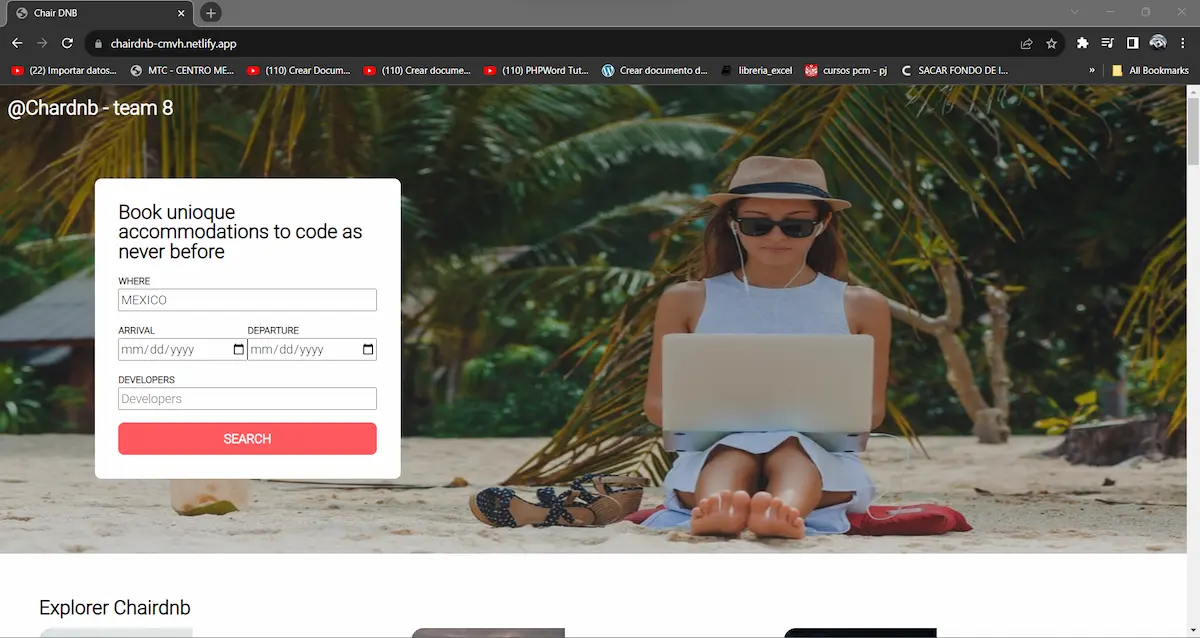 Chair DNB
chairdnb-cmvh.netlify.app
(22) Importar datos...
MTC - CENTRO ME...
(110) Crear Docum...
(110) Crear docume...
(110) PHPWord Tut...
Crear documento d...
libreria_excel
cursos pcm - pj
SACAR FONDO DE I...
»
All Bookmarks
@Chardnb - team 8
Book unioque
accommodations to code as
never before
WHERE
MEXICO
ARRIVAL
DEPARTURE
mm/dd/yyyy
mm/dd/yyyy
DEVELOPERS
Developers
SEARCH
Explorer Chairdnb